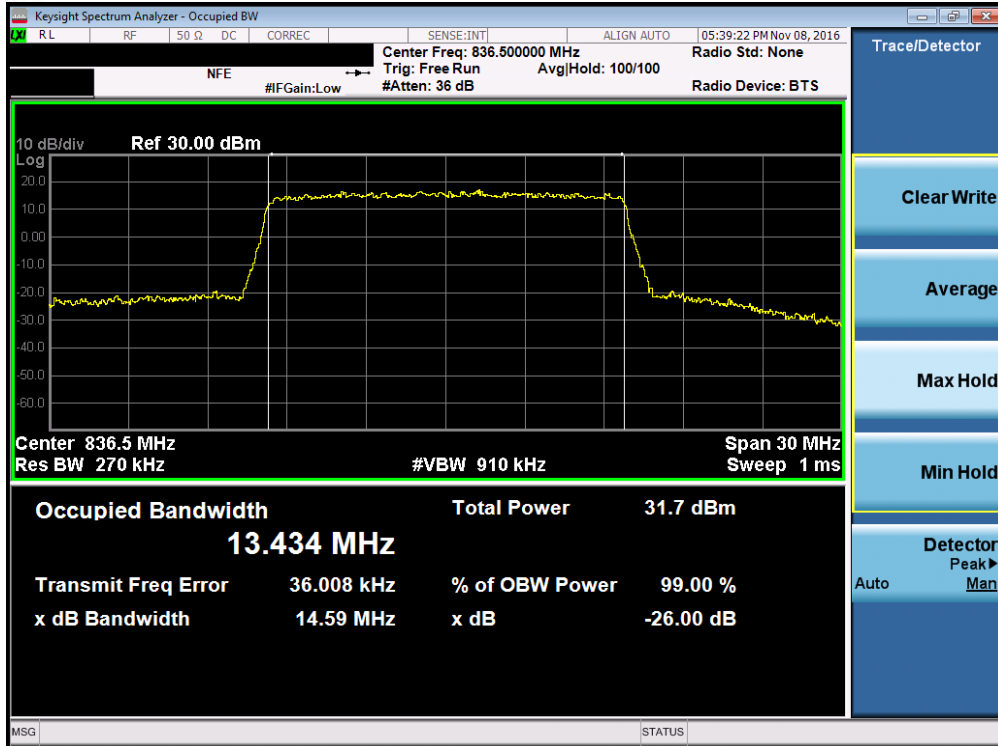 Keysight Spectrum Analyzer - Occupied BW
LXI RL RF 50 Ω DC CORREC SENSE:INT ALIGN AUTO 05:39:22 PM Nov 08, 2016
Center Freq: 836.500000 MHz Radio Std: None
NFE Trig: Free Run Avg|Hold: 100/100
#IFGain:Low #Atten: 36 dB Radio Device: BTS
10 dB/div Ref 30.00 dBm
Log
20.0
10.0
0.00
-10.0
-20.0
-30.0
-40.0
-50.0
-60.0
Center 836.5 MHz Span 30 MHz
Res BW 270 kHz #VBW 910 kHz Sweep 1 ms
Occupied Bandwidth Total Power 31.7 dBm
13.434 MHz
Transmit Freq Error 36.008 kHz % of OBW Power 99.00 %
x dB Bandwidth 14.59 MHz x dB -26.00 dB
MSG STATUS
Trace/Detector
Clear Write
Average
Max Hold
Min Hold
Detector
Peak▶
Auto Man